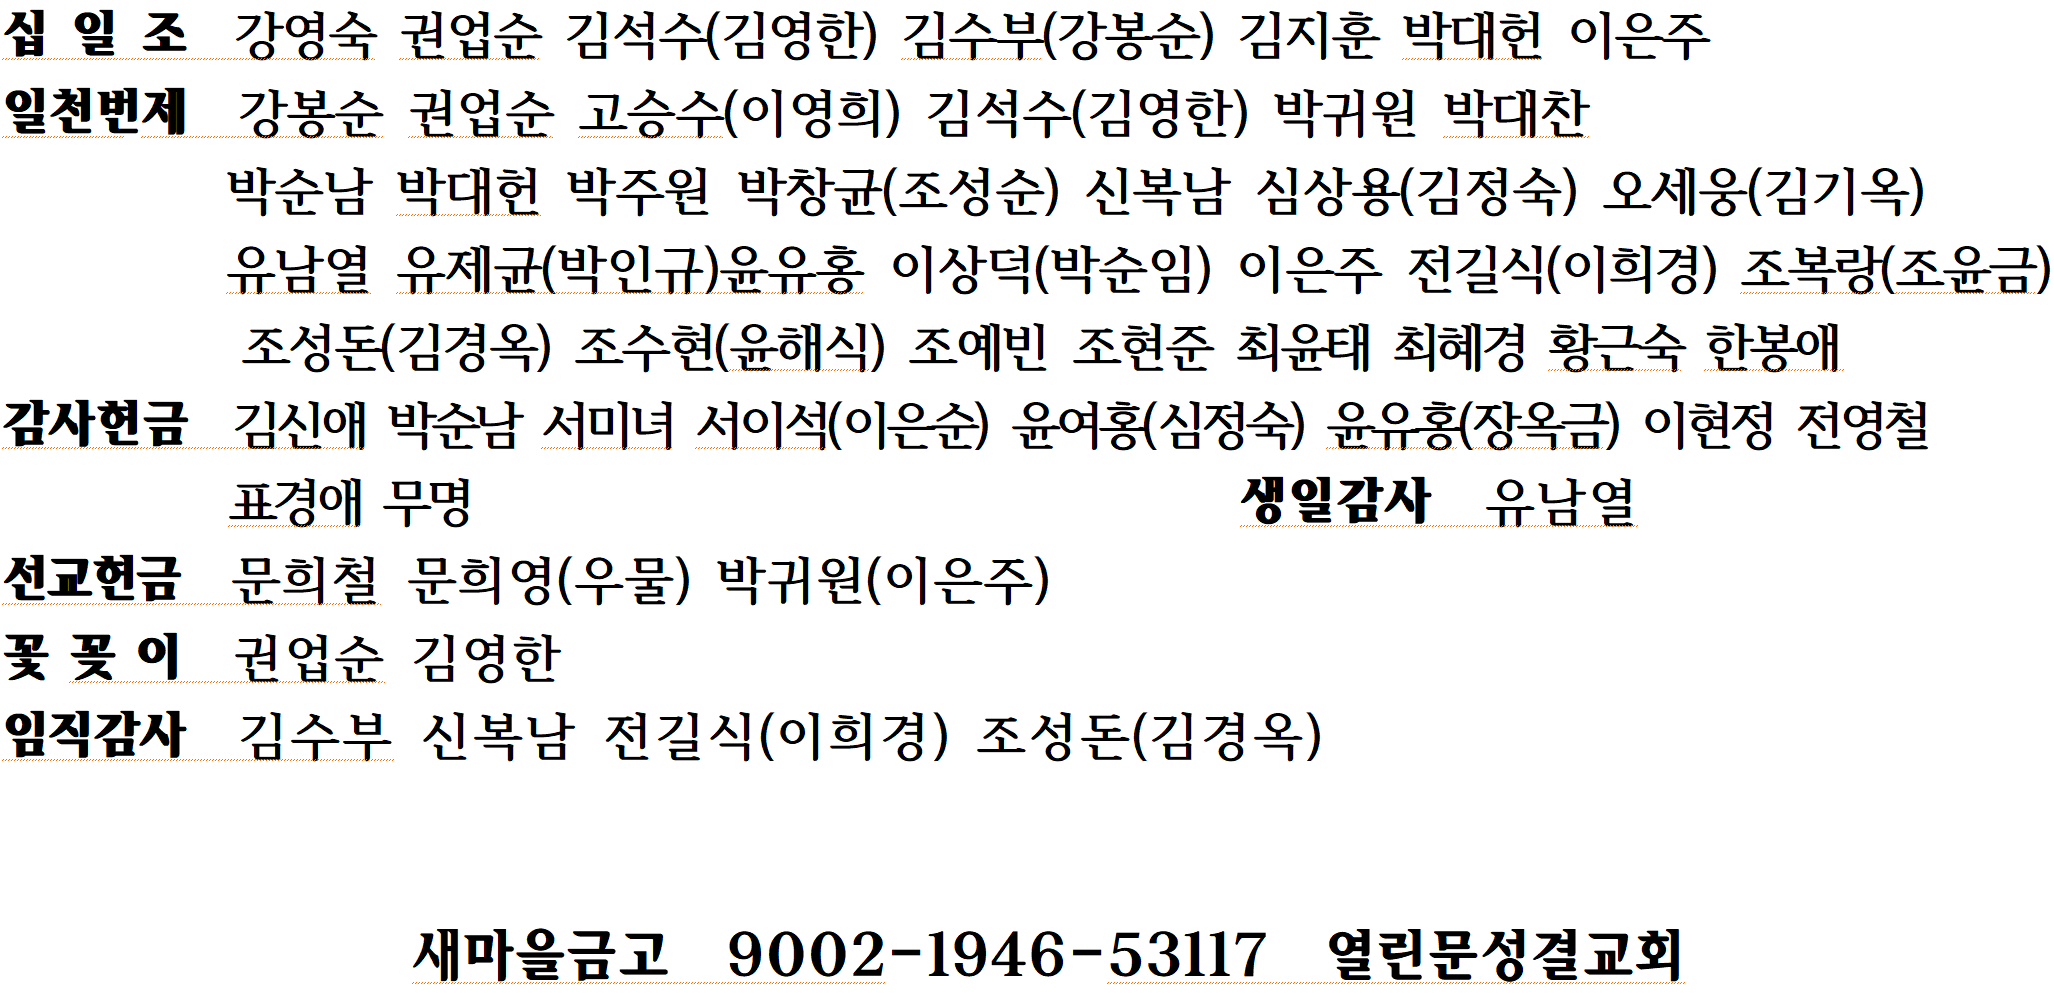 십 일 조 강영숙 권업순 김석수(김영한) 김수부(강봉순) 김지훈 박대헌 이은주
일천번제 강봉순 권업순 고승수(이영희) 김석수(김영한) 박귀원 박대찬
박순남 박대헌 박주원 박창균(조성순) 신복남 심상용(김정숙) 오세웅(김기옥)
유남열 유제균(박인규)윤유홍 이상덕(박순임) 이은주 전길식(이희경) 조복랑(조윤금)
조성돈(김경옥) 조수현(윤해식) 조예빈 조현준 최윤태 최혜경 황근숙 한봉애
감사헌금 김신애 박순남 서미녀 서이석(이은순) 윤여홍(심정숙) 윤유홍(장옥금) 이현정 전영철
표경애 무명 생일감사 유남열
선교헌금 문희철 문희영(우물) 박귀원(이은주)
꽃 꽂 이 권업순 김영한
임직감사 김수부 신복남 전길식(이희경) 조성돈(김경옥)
새마을금고 9002-1946-53117 열린문성결교회